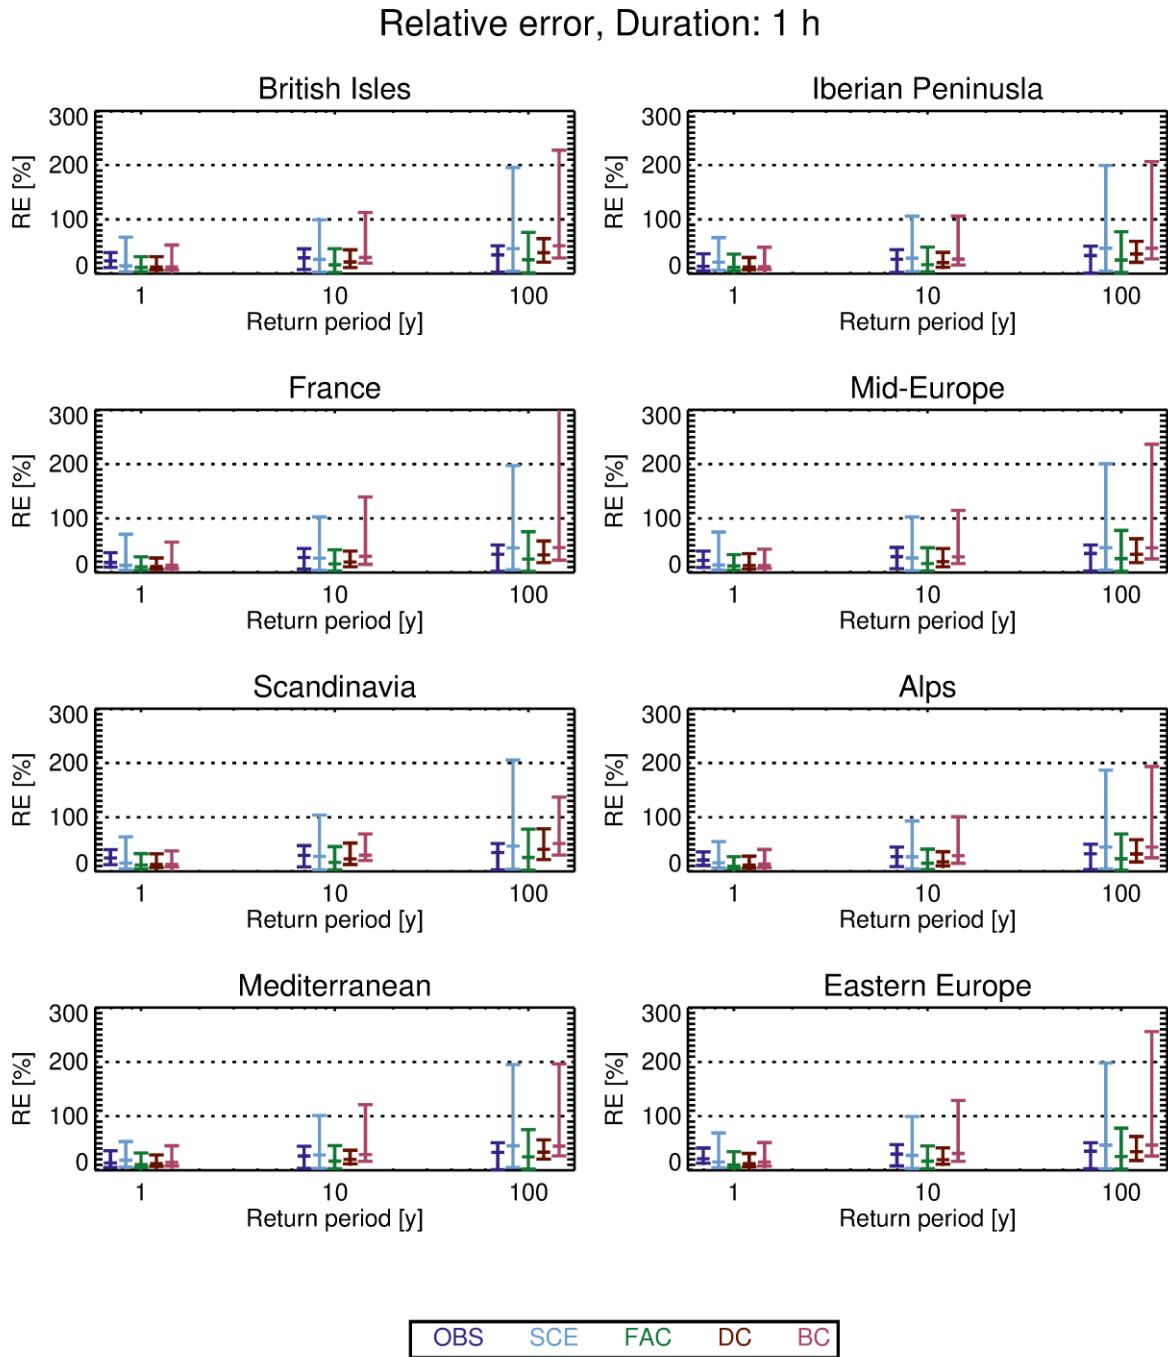 Relative error, Duration: 1 h
British Isles
300
200
100
0
RE [%]
1 10 100
Return period [y]
Iberian Peninusla
300
200
100
0
RE [%]
1 10 100
Return period [y]
France
300
200
100
0
RE [%]
1 10 100
Return period [y]
Mid-Europe
300
200
100
0
RE [%]
1 10 100
Return period [y]
Scandinavia
300
200
100
0
RE [%]
1 10 100
Return period [y]
Alps
300
200
100
0
RE [%]
1 10 100
Return period [y]
Mediterranean
300
200
100
0
RE [%]
1 10 100
Return period [y]
Eastern Europe
300
200
100
0
RE [%]
1 10 100
Return period [y]
OBS SCE FAC DC BC